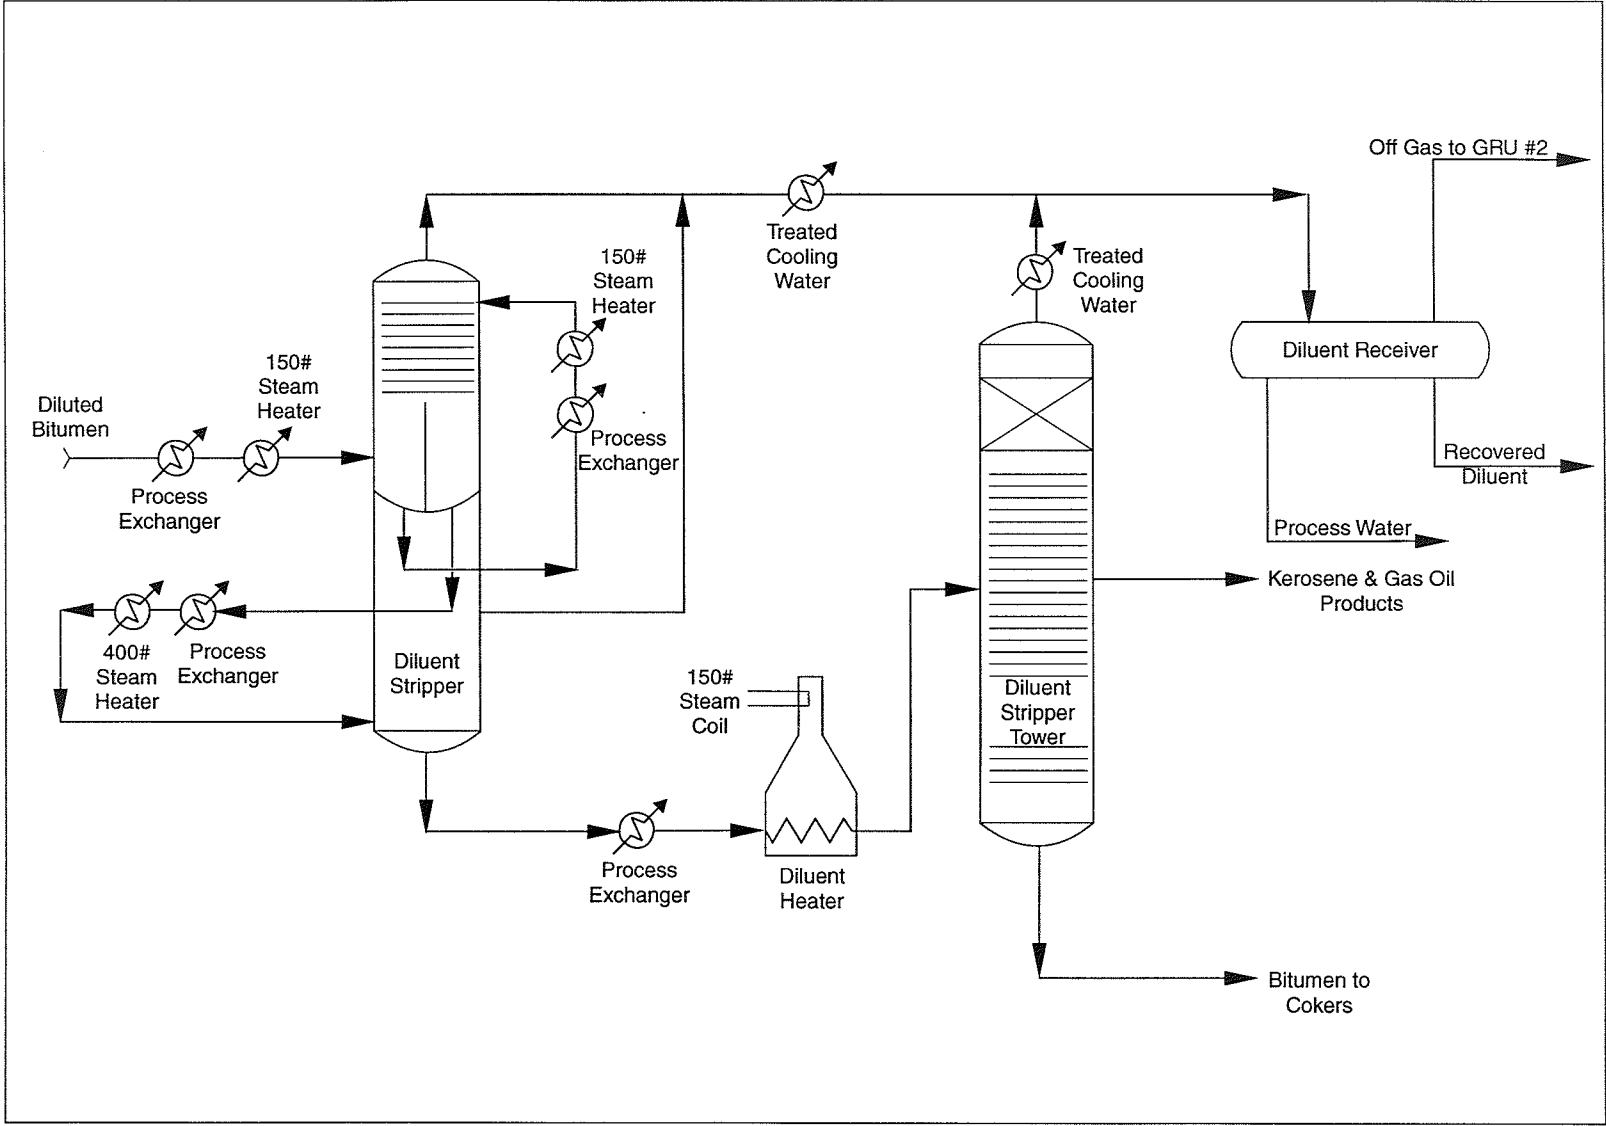 Off Gas to GRU #2
Treated
Cooling
Water
150#
Steam
Heater
Treated
Cooling
Water
Diluent Receiver
150#
Steam
Heater
Diluted
Bitumen
Process
Exchanger
Process
Exchanger
Recovered
Diluent
Process Water
Kerosene & Gas Oil
Products
400#
Steam
Heater
Process
Exchanger
Diluent
Stripper
150#
Steam
Coil
Diluent
Stripper
Tower
Process
Exchanger
Diluent
Heater
Bitumen to
Cokers